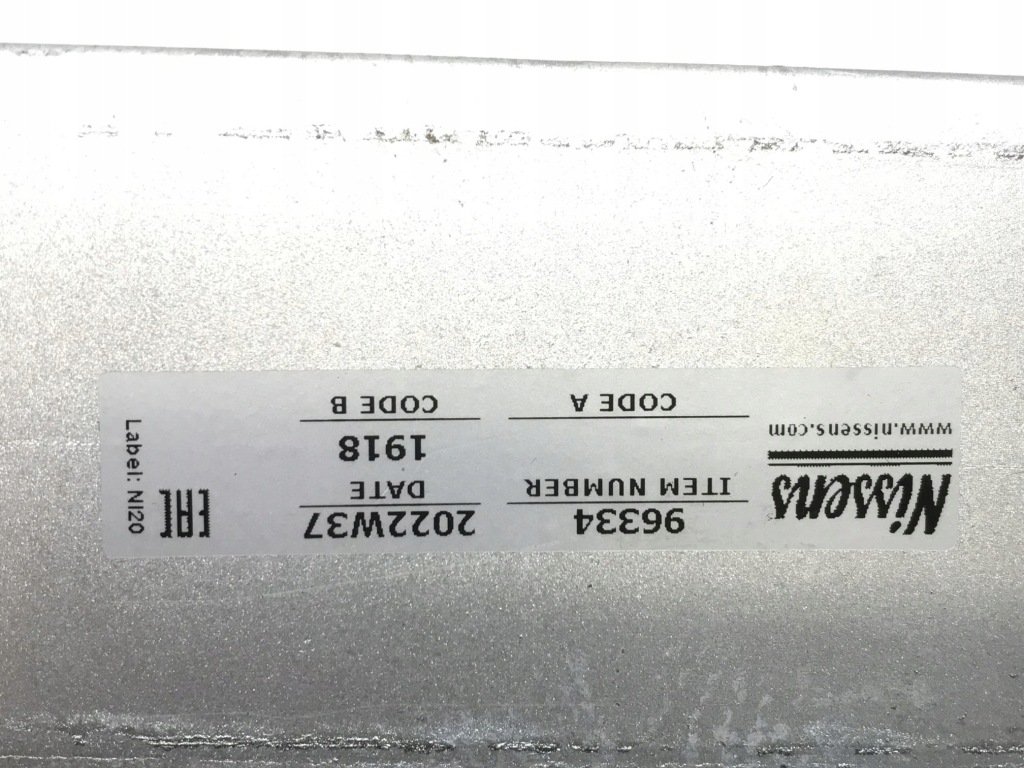 Nissens
www.nissens.com
96334
ITEM NUMBER
CODE A
2022W37
DATE
1918
CODE B
EAC
Label: NI20